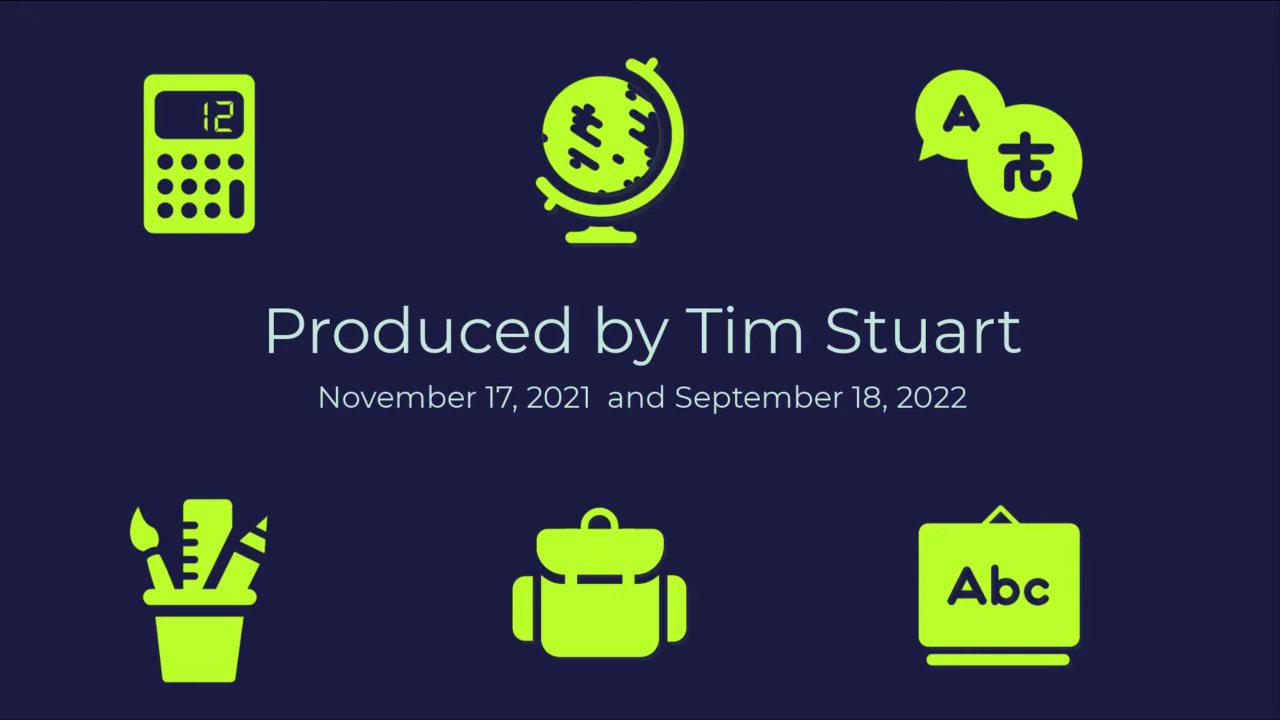 12
A
Produced by Tim Stuart
November 17, 2021 and September 18, 2022
Abc